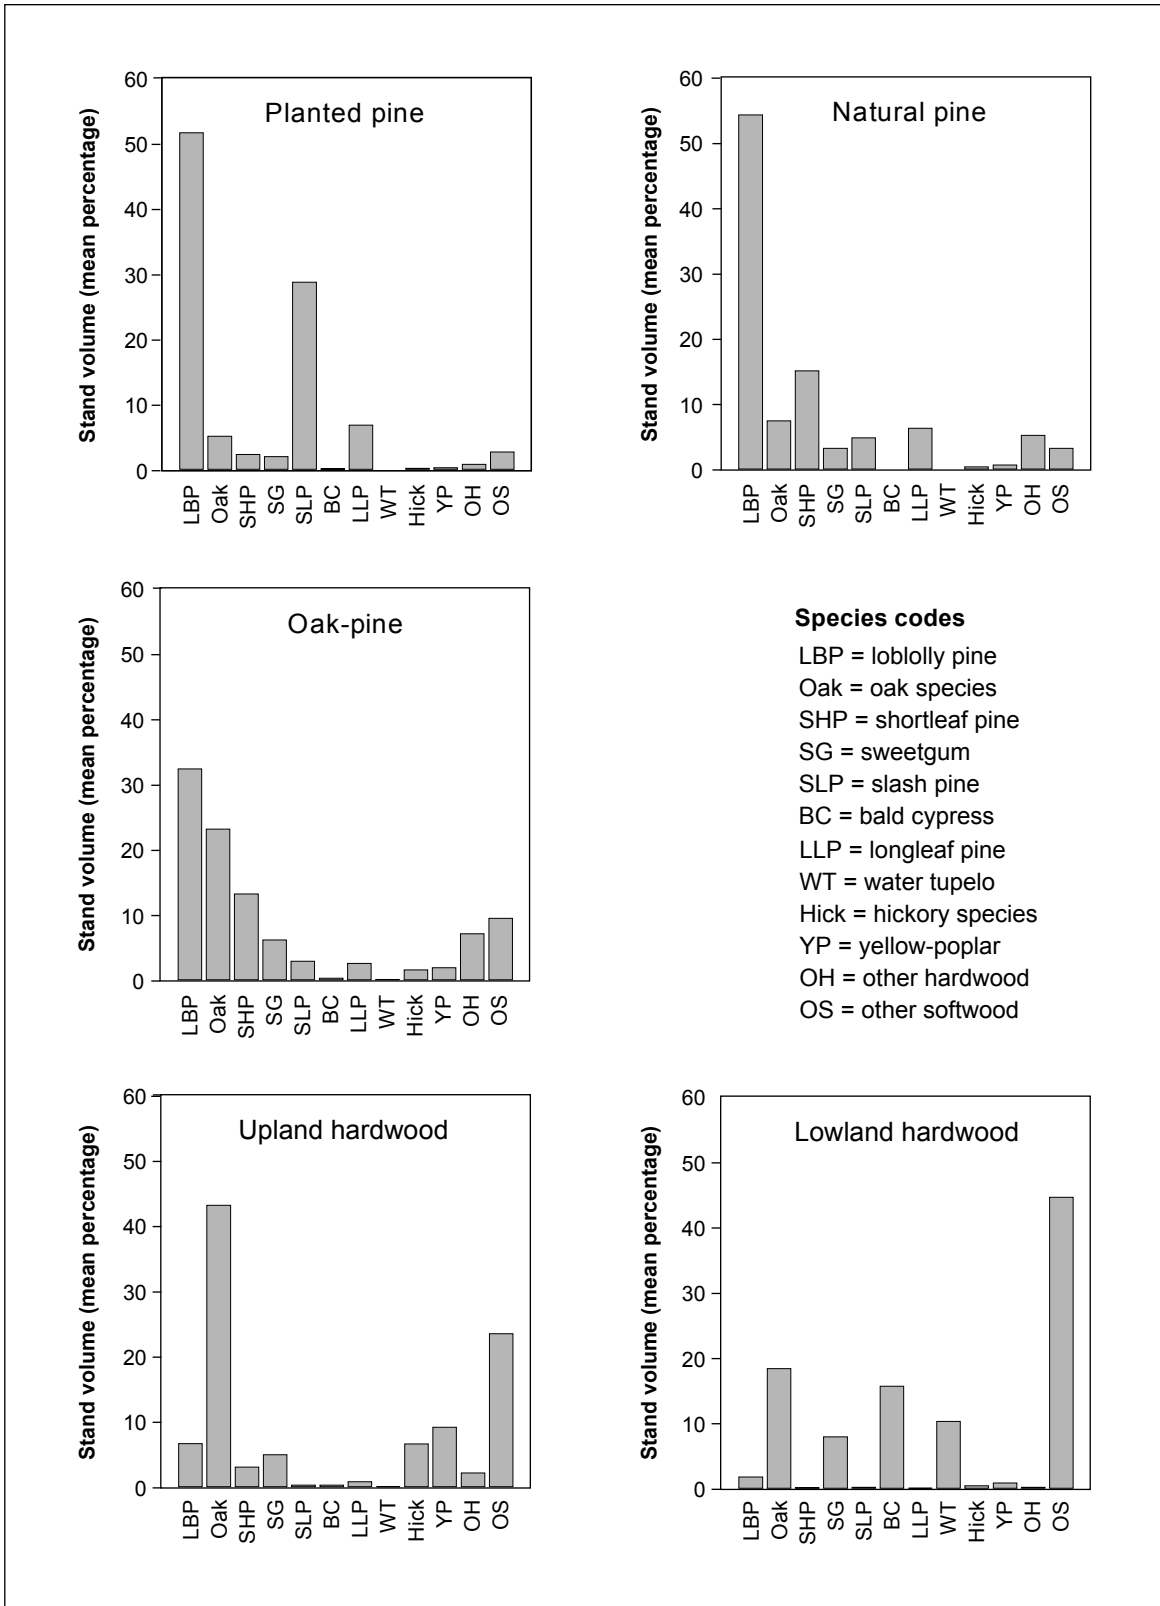 Planted pine
Stand volume (mean percentage)
60
50
40
30
20
10
0
LBP
Oak
SHP
SG
SLP
BC
LLP
WT
Hick
YP
OH
OS
Natural pine
Stand volume (mean percentage)
60
50
40
30
20
10
0
LBP
Oak
SHP
SG
SLP
BC
LLP
WT
Hick
YP
OH
OS
Oak-pine
Stand volume (mean percentage)
60
50
40
30
20
10
0
LBP
Oak
SHP
SG
SLP
BC
LLP
WT
Hick
YP
OH
OS
Species codes
LBP = loblolly pine
Oak = oak species
SHP = shortleaf pine
SG = sweetgum
SLP = slash pine
BC = bald cypress
LLP = longleaf pine
WT = water tupelo
Hick = hickory species
YP = yellow-poplar
OH = other hardwood
OS = other softwood
Upland hardwood
Stand volume (mean percentage)
60
50
40
30
20
10
0
LBP
Oak
SHP
SG
SLP
BC
LLP
WT
Hick
YP
OH
OS
Lowland hardwood
Stand volume (mean percentage)
60
50
40
30
20
10
0
LBP
Oak
SHP
SG
SLP
BC
LLP
WT
Hick
YP
OH
OS